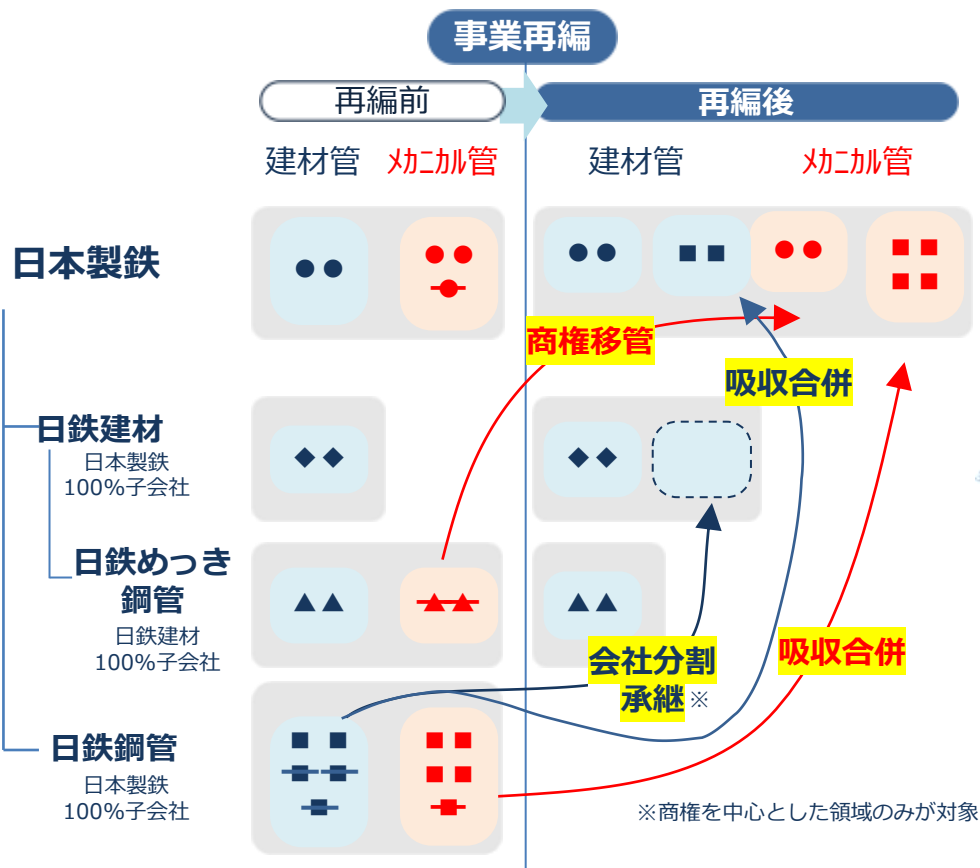 事業再編
再編前
再編後
建材管
ﾒｶﾆｶﾙ管
建材管
ﾒｶﾆｶﾙ管
日本製鉄
商権移管
吸収合併
日鉄建材
日本製鉄
100%子会社
日鉄めっき
鋼管
日鉄建材
100%子会社
会社分割
承継※
吸収合併
日鉄鋼管
日本製鉄
100%子会社
※商権を中心とした領域のみが対象